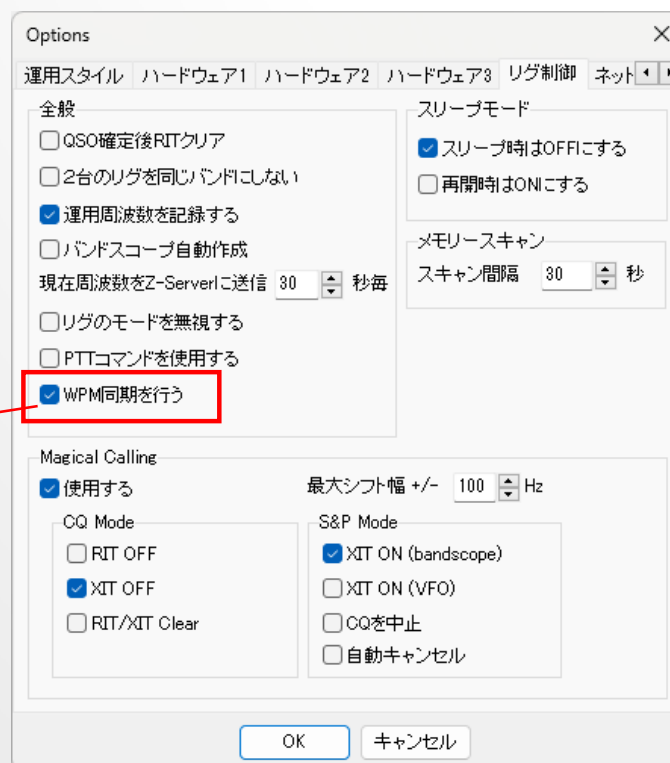 Options
運用スタイル ハードウェア1 ハードウェア2 ハードウェア3 リグ制御 ネット
全般
QSO確定後RITクリア
2台のリグを同じバンドにしない
運用周波数を記録する
バンドスコープ自動作成
現在周波数をZ-Serverに送信 30 秒毎
リグのモードを無視する
PTTコマンドを使用する
WPM同期を行う
スリープモード
スリープ時はOFFにする
再開時はONにする
メモリースキャン
スキャン間隔 30 秒
Magical Calling
使用する
最大シフト幅 +/- 100 Hz
CQ Mode
RIT OFF
XIT OFF
RIT/XIT Clear
S&P Mode
XIT ON (bandscope)
XIT ON (VFO)
CQを中止
自動キャンセル
OK キャンセル